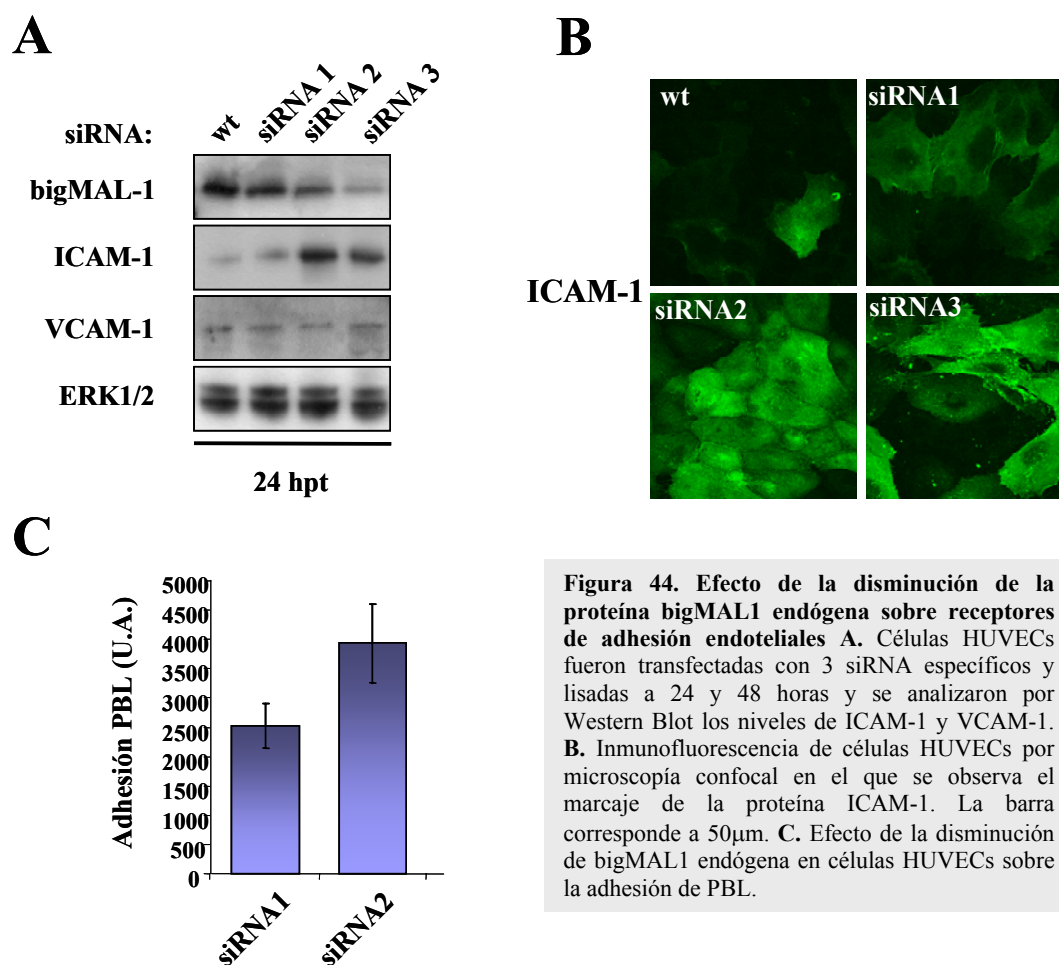 A
siRNA:
wt
siRNA 1
siRNA 2
siRNA 3
bigMAL-1
ICAM-1
VCAM-1
ERK1/2
24 hpt
B
wt
siRNA1
ICAM-1
siRNA2
siRNA3
C
Adhesión PBL (U.A.)
5000
4500
4000
3500
3000
2500
2000
1500
1000
500
0
siRNA1
siRNA2
Figura 44. Efecto de la disminución de la
proteína bigMAL1 endógena sobre receptores
de adhesión endoteliales A. Células HUVECs
fueron transfectadas con 3 siRNA específicos y
lisadas a 24 y 48 horas y se analizaron por
Western Blot los niveles de ICAM-1 y VCAM-1.
B. Inmunofluorescencia de células HUVECs por
microscopía confocal en el que se observa el
marcaje de la proteína ICAM-1. La barra
corresponde a 50µm. C. Efecto de la disminución
de bigMAL1 endógena en células HUVECs sobre
la adhesión de PBL.